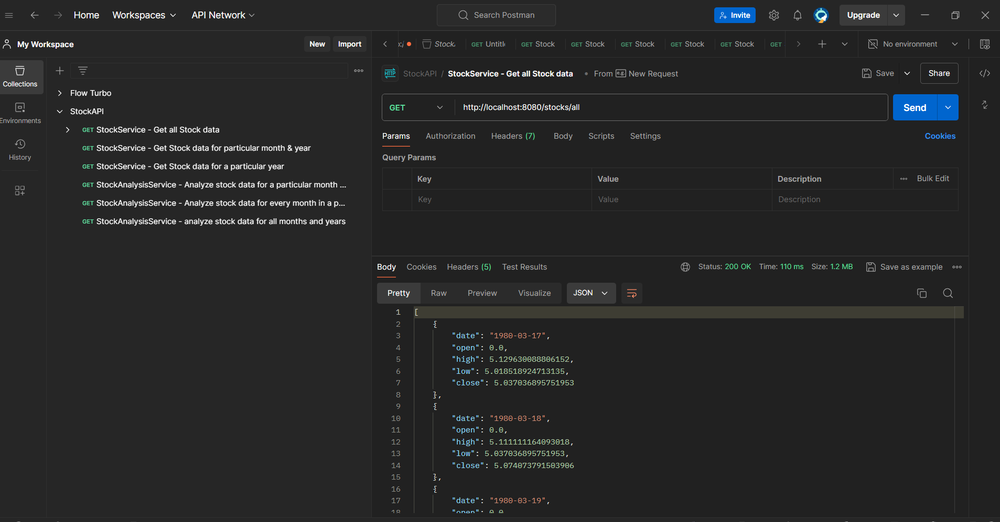 Home Workspaces API Network Search Postman Invite Upgrade
My Workspace New Import
GET Untitl GET Stock GET Stock GET Stock GET Stock GET Stock GET No environment
Collections
Environments
History
Flow Turbo
StockAPI
GET StockService - Get all Stock data
GET StockService - Get Stock data for particular month & year
GET StockService - Get Stock data for a particular year
GET StockAnalysisService - Analyze stock data for a particular month ...
GET StockAnalysisService - Analyze stock data for every month in a p...
GET StockAnalysisService - analyze stock data for all months and years
HTTP StockAPI / StockService - Get all Stock data • From e.g. New Request Save Share
GET http://localhost:8080/stocks/all Send
Params Authorization Headers (7) Body Scripts Settings Cookies
Query Params
Key Value Description Bulk Edit
Key Value Description
Body Cookies Headers (5) Test Results Status: 200 OK Time: 110 ms Size: 1.2 MB Save as example
Pretty Raw Preview Visualize JSON
1 [
2 {
3 "date": "1980-03-17",
4 "open": 0.0,
5 "high": 5.129630088806152,
6 "low": 5.018518924713135,
7 "close": 5.037036895751953
8 },
9 {
10 "date": "1980-03-18",
11 "open": 0.0,
12 "high": 5.111111164093018,
13 "low": 5.037036895751953,
14 "close": 5.074073791503906
15 },
16 {
17 "date": "1980-03-19",
18 "open": 0.0